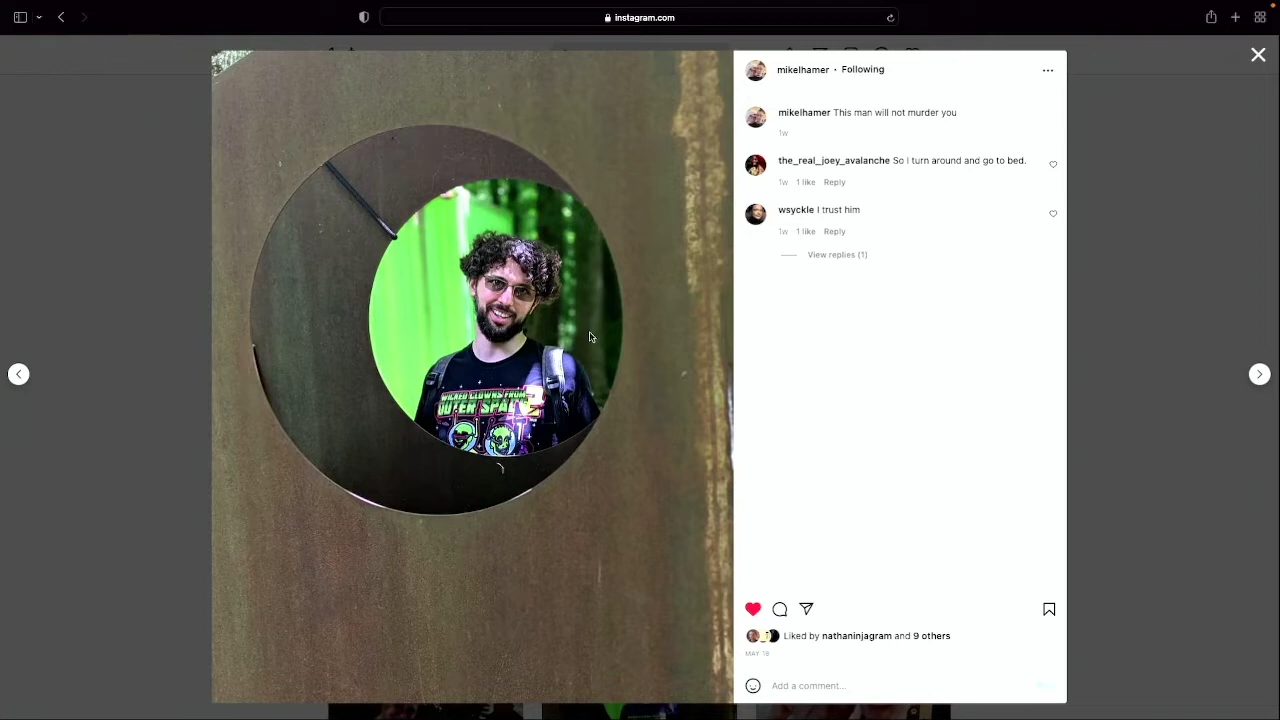 instagram.com
mikelhamer • Following
mikelhamer This man will not murder you
1w
the_real_joey_avalanche So I turn around and go to bed.
1w 1 like Reply
wsyckle I trust him
1w 1 like Reply
View replies (1)
WICKED CLOWNS FROM
OUTER SPACE
Liked by nathaninjagram and 9 others
MAY 18
Add a comment...